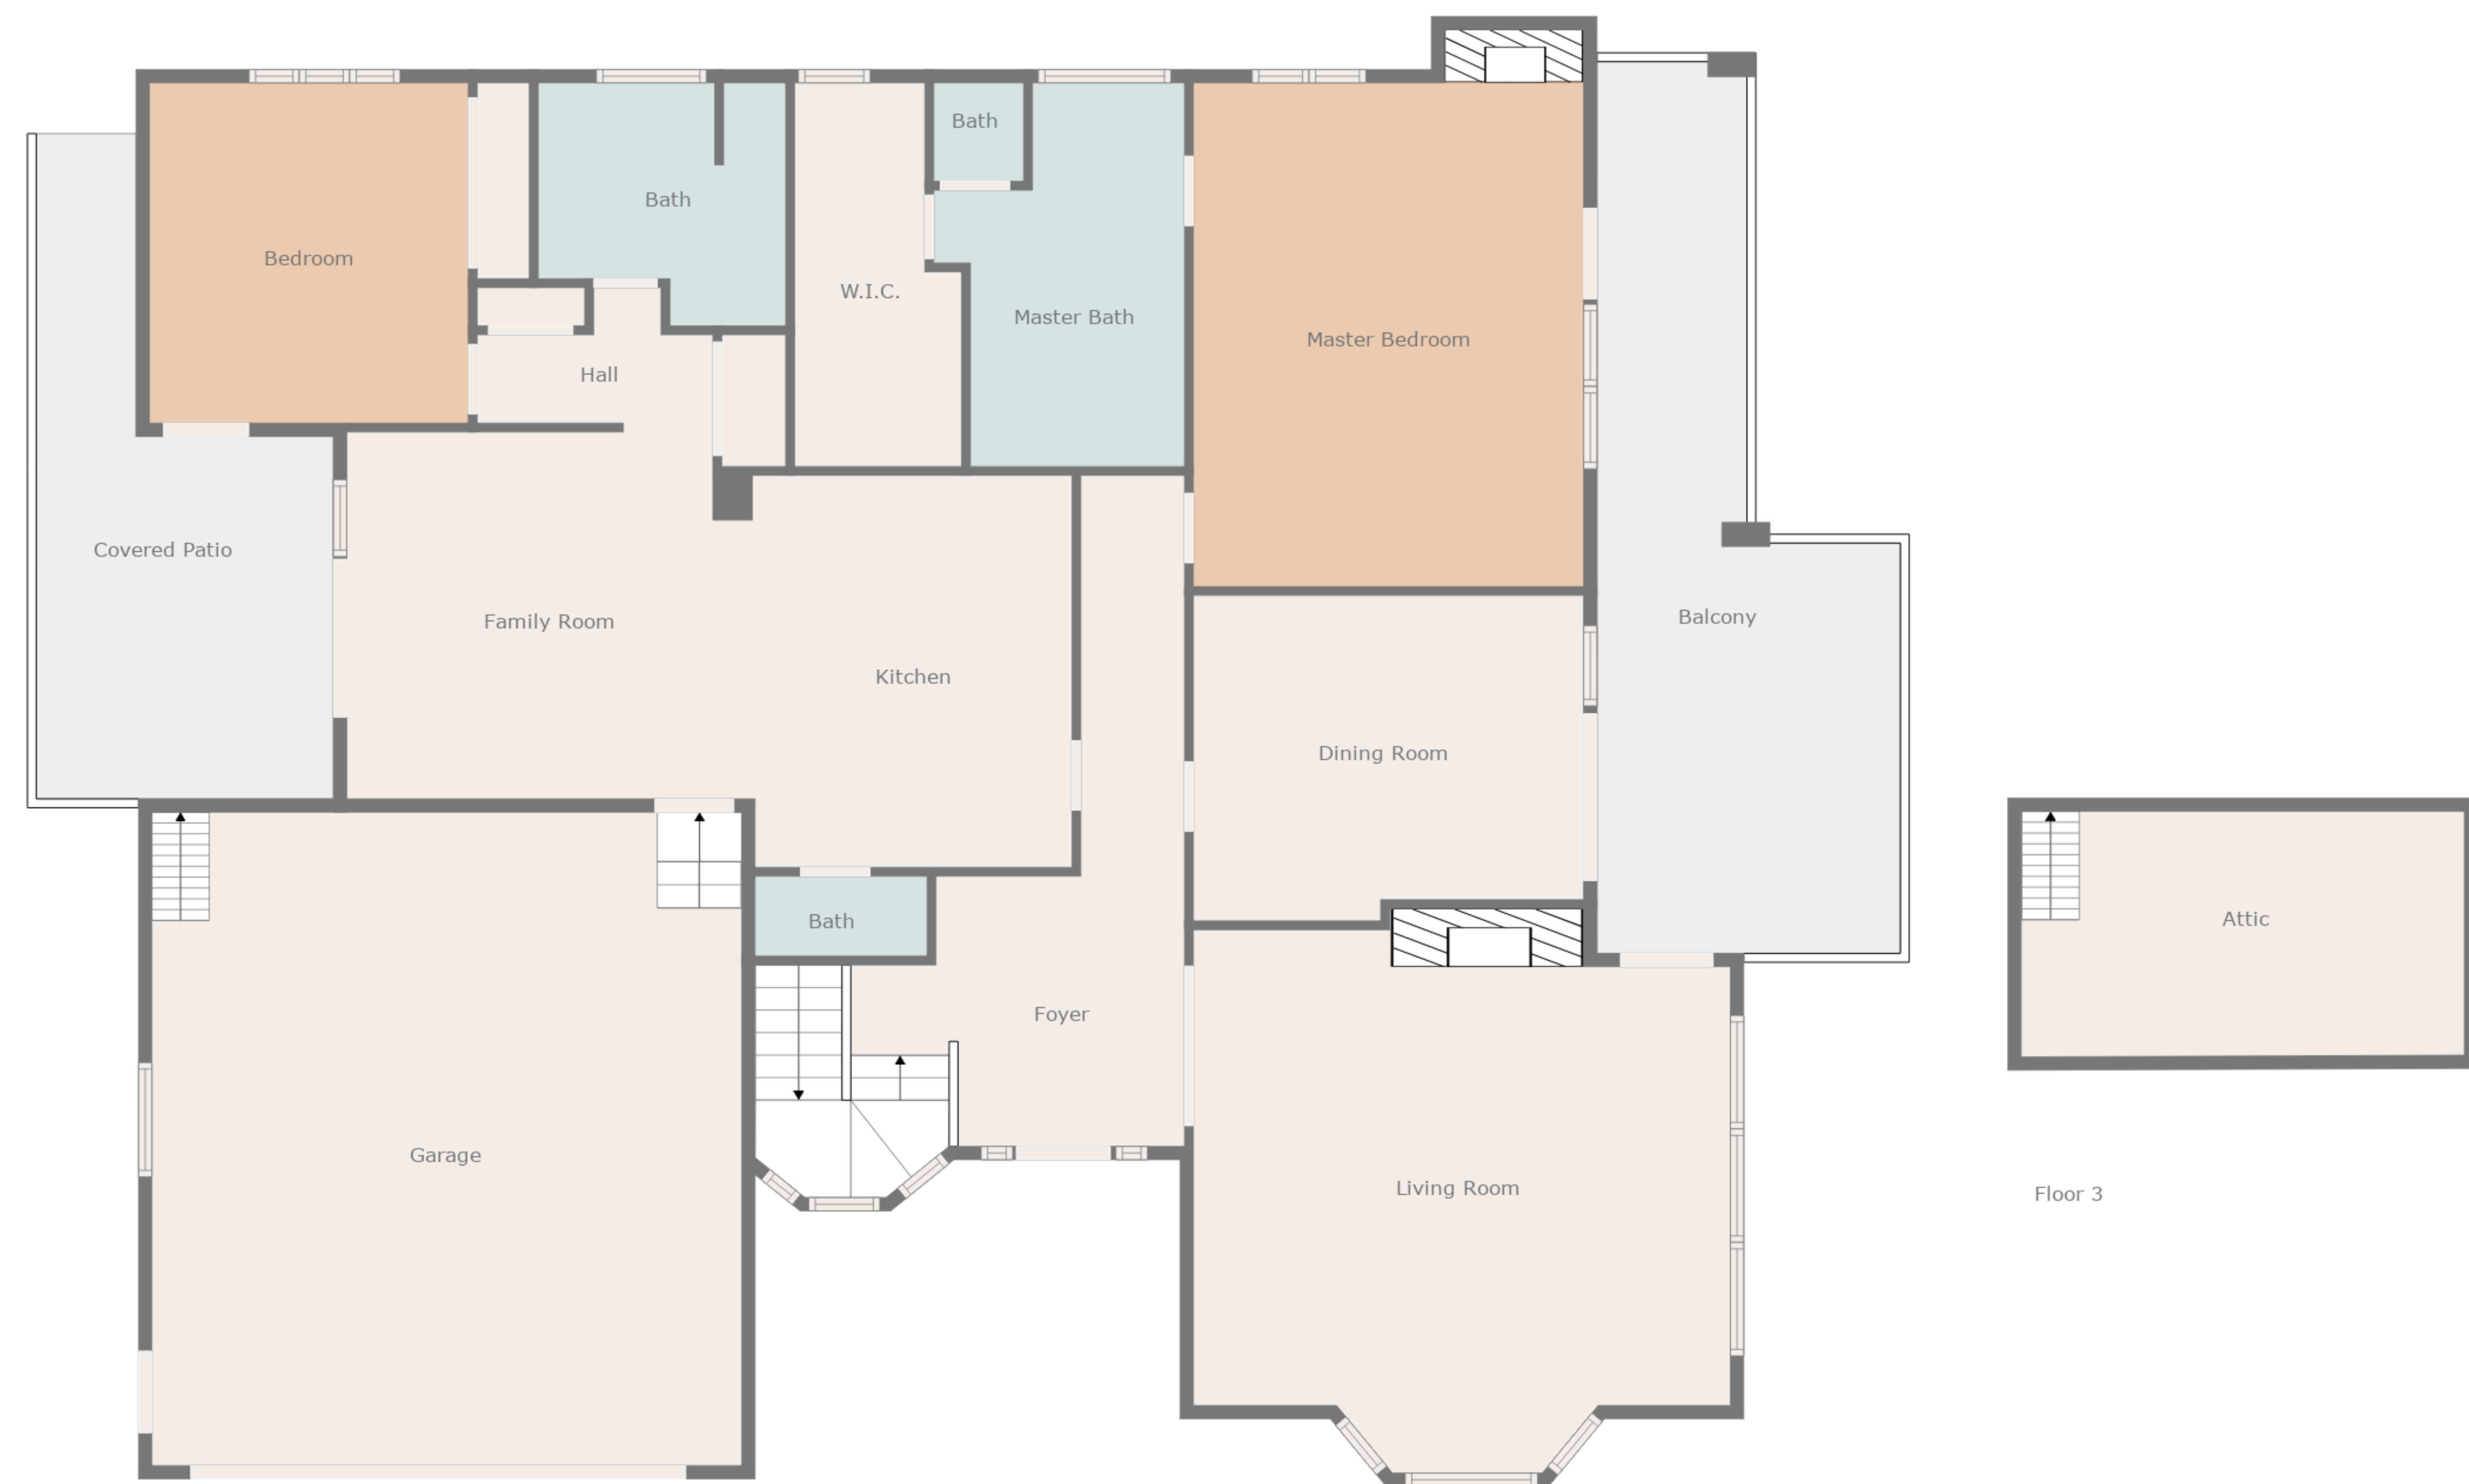 Bath
Bath
Bedroom
W.I.C.
Master Bath
Master Bedroom
Hall
Covered Patio
Family Room
Balcony
Kitchen
Dining Room
Bath
Attic
Foyer
Garage
Living Room
Floor 3